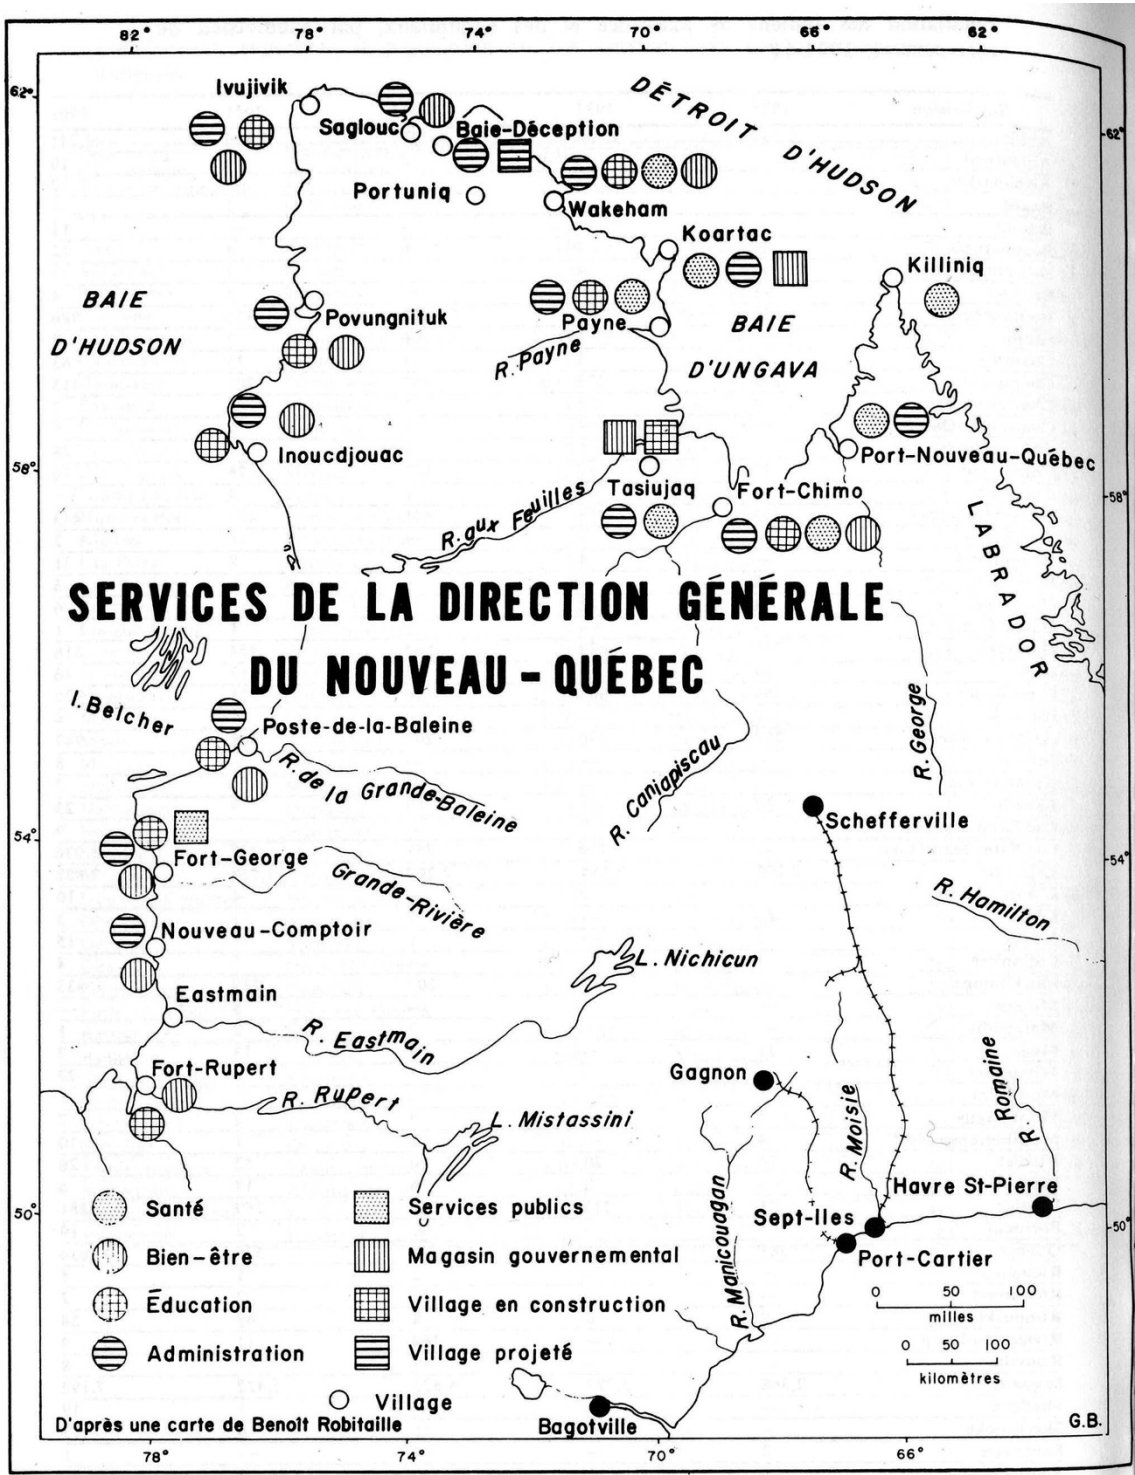 82°
78°
74°
70°
66°
62°
62°
62°
Ivujivik
Saglouc
Baie-Déception
DÉTROIT
D'HUDSON
Portuniq
Wakeham
Koartac
Killiniq
BAIE
D'HUDSON
Povungnituk
Payne
R. Payne
BAIE
D'UNGAVA
Inoucdjouac
Port-Nouveau-Québec
58°
58°
Tasiujaq
Fort-Chimo
R. aux Feuilles
LABRADOR
SERVICES DE LA DIRECTION GÉNÉRALE
DU NOUVEAU-QUÉBEC
I. Belcher
Poste-de-la-Baleine
R. de la Grande-Baleine
R. Caniapiscau
R. George
Schefferville
54°
54°
Fort-George
Grande-Rivière
R. Hamilton
Nouveau-Comptoir
L. Nichicun
Eastmain
R. Eastmain
Fort-Rupert
R. Rupert
L. Mistassini
Gagnon
R. Moisie
R. Romaine
R. Manicouagan
Havre St-Pierre
Sept-Iles
Port-Cartier
50°
50°
Santé
Services publics
Bien-être
Magasin gouvernemental
Éducation
Village en construction
Administration
Village projeté
Village
0 50 100
milles
0 50 100
kilomètres
D'après une carte de Benoît Robitaille
Bagotville
G.B.
78°
74°
70°
66°